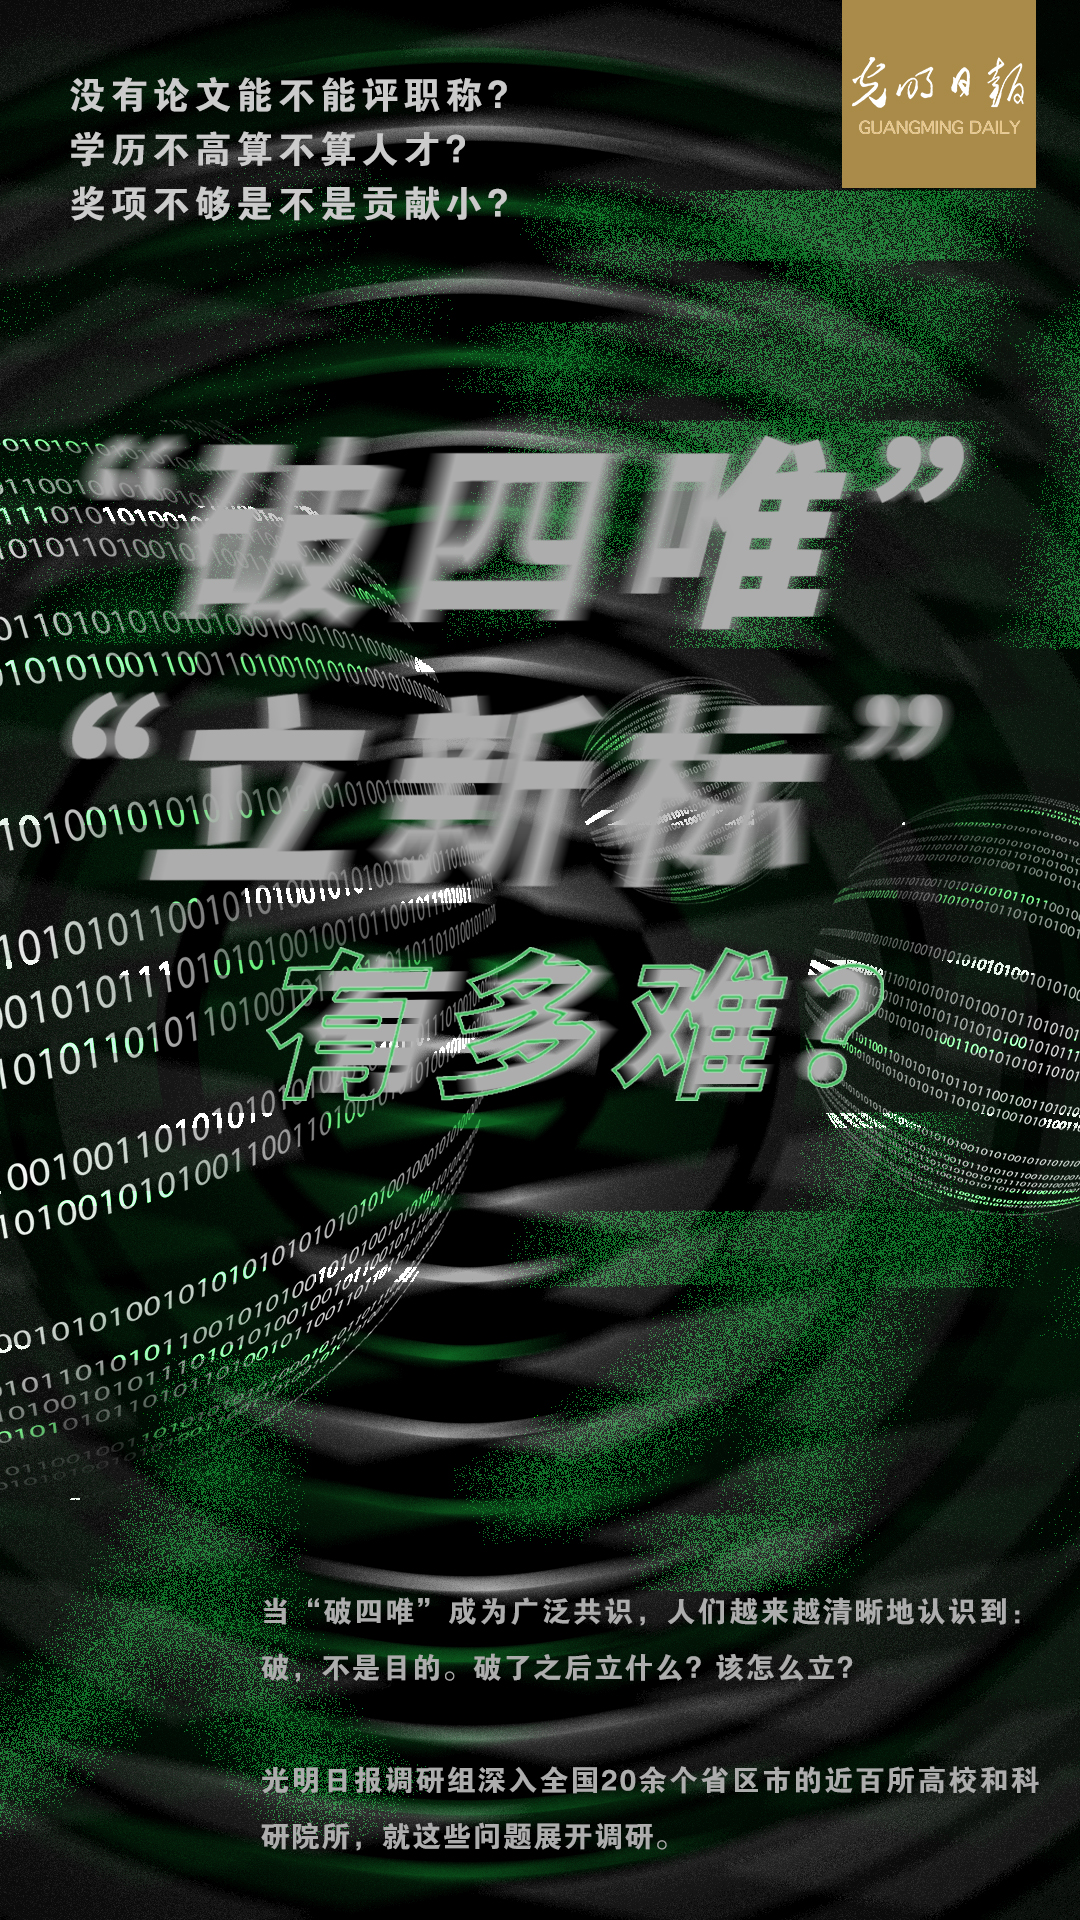 没有论文能不能评职称?
学历不高算不算人才?
奖项不够是不是贡献小?
光明日报
GUANGMING DAILY
“破四唯”
“立新标”
有多难?
当“破四唯”成为广泛共识，人们越来越清晰地认识到：
破，不是目的。破了之后立什么？该怎么立？
光明日报调研组深入全国20余个省区市的近百所高校和科
研院所，就这些问题展开调研。